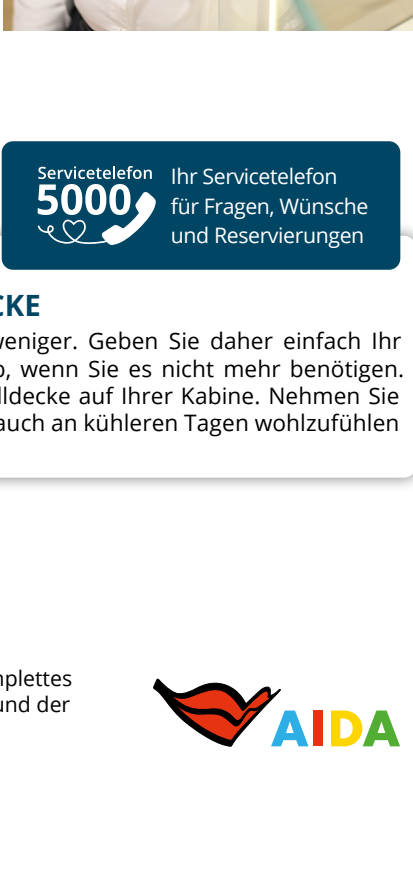 Servicetelefon
5000
Ihr Servicetelefon
für Fragen, Wünsche
und Reservierungen
CKE
weniger. Geben Sie daher einfach Ihr
, wenn Sie es nicht mehr benötigen.
lldecke auf Ihrer Kabine. Nehmen Sie
auch an kühleren Tagen wohlzufühlen
mplettes
und der
AIDA